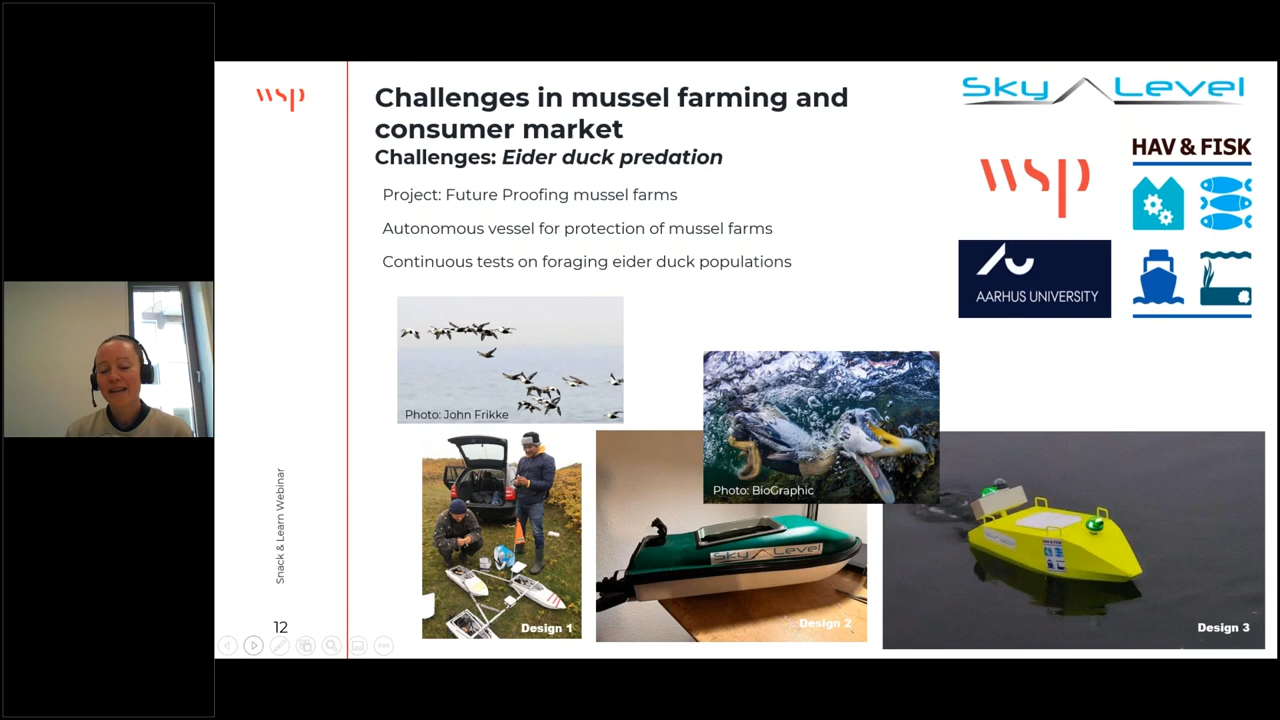 wsp
Challenges in mussel farming and
consumer market
Challenges: Eider duck predation
Project: Future Proofing mussel farms
Autonomous vessel for protection of mussel farms
Continuous tests on foraging eider duck populations
Sky Level
wsp
HAV & FISK
AARHUS UNIVERSITY
Photo: John Frikke
Photo: BioGraphic
Sky Level
Design 1
Design 2
Design 3
Snack & Learn Webinar
12